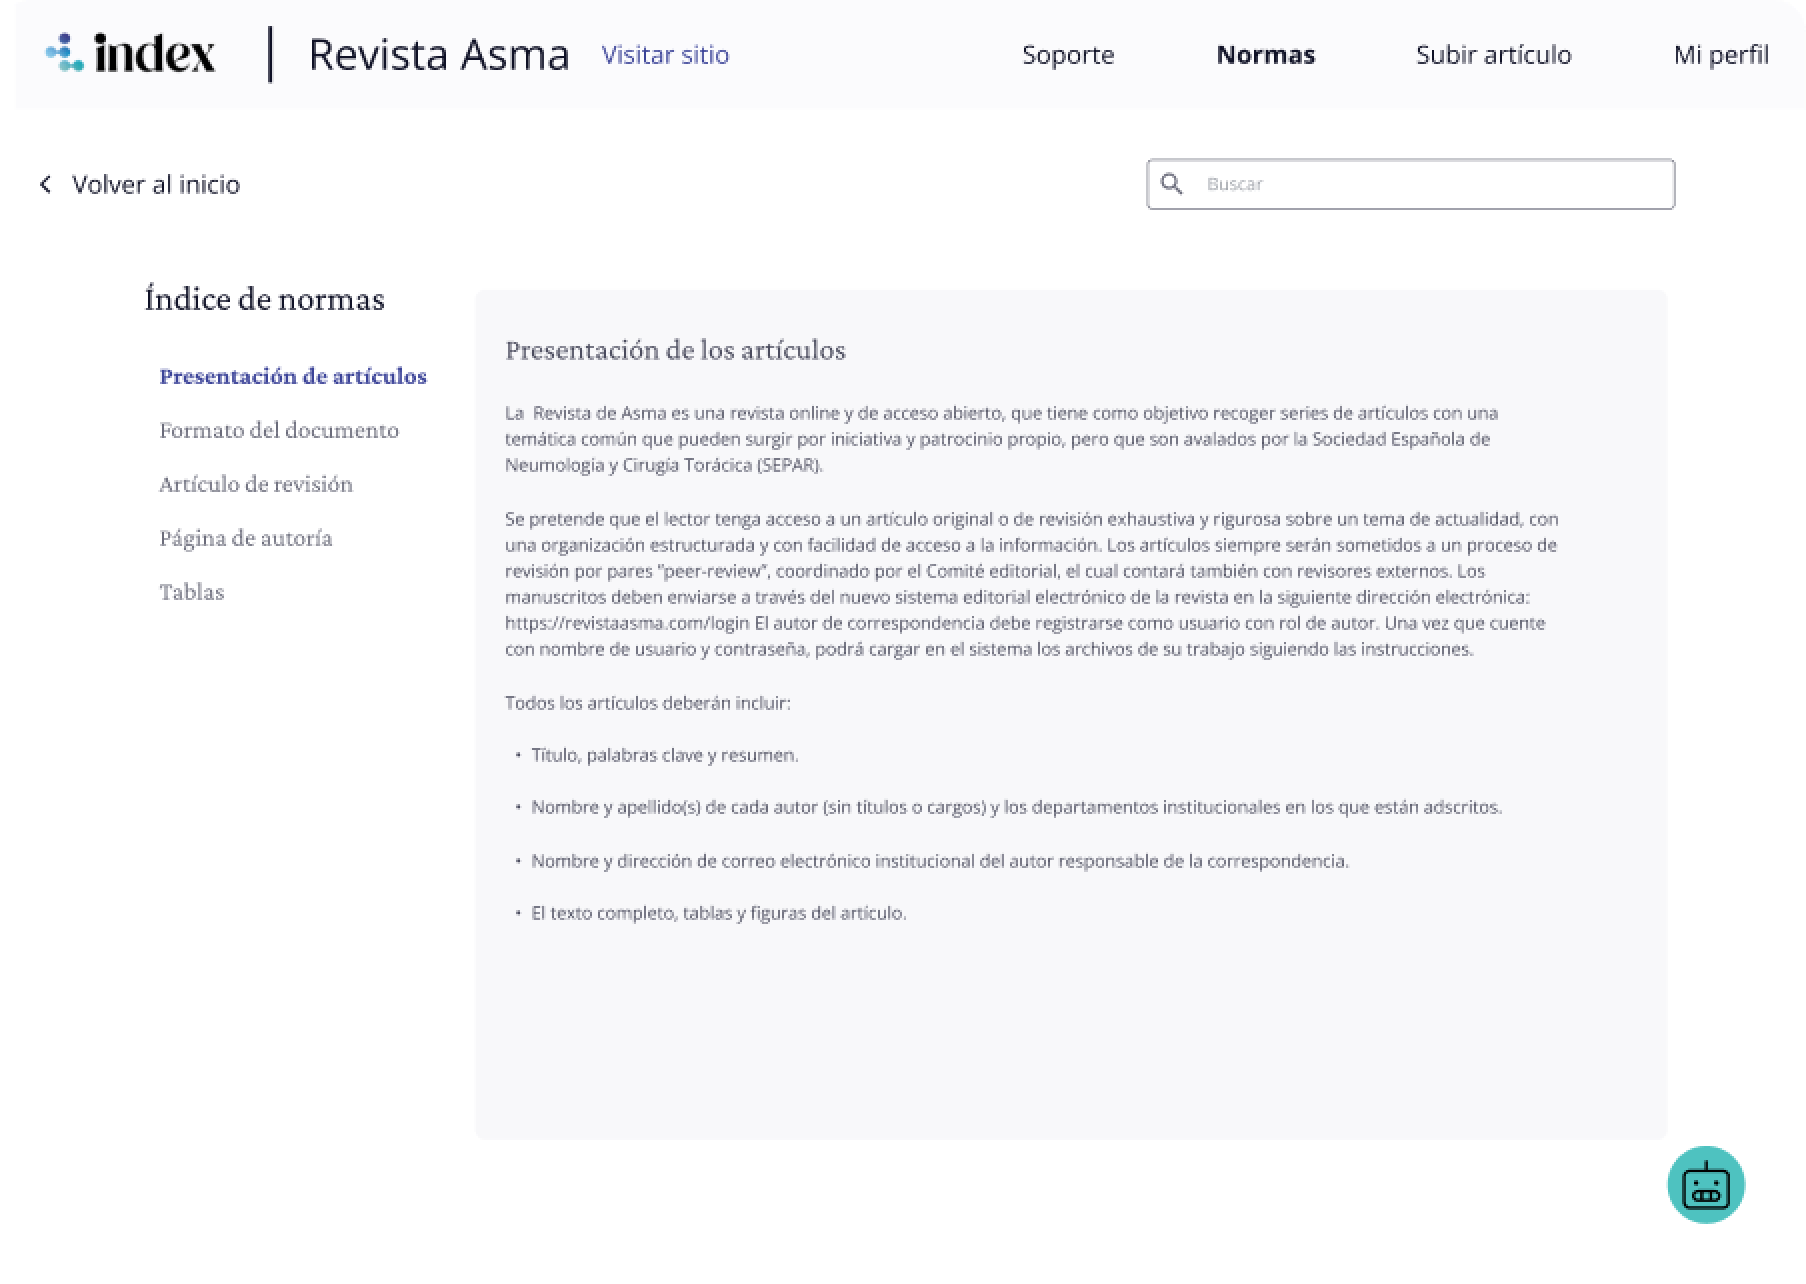 index
Revista Asma
Visitar sitio
Soporte
Normas
Subir artículo
Mi perfil
Volver al inicio
Buscar
Índice de normas
Presentación de artículos
Formato del documento
Artículo de revisión
Página de autoría
Tablas
Presentación de los artículos
La Revista de Asma es una revista online y de acceso abierto, que tiene como objetivo recoger series de artículos con una
temática común que pueden surgir por iniciativa y patrocinio propio, pero que son avalados por la Sociedad Española de
Neumología y Cirugía Torácica (SEPAR).
Se pretende que el lector tenga acceso a un artículo original o de revisión exhaustiva y rigurosa sobre un tema de actualidad, con
una organización estructurada y con facilidad de acceso a la información. Los artículos siempre serán sometidos a un proceso de
revisión por pares “peer-review”, coordinado por el Comité editorial, el cual contará también con revisores externos. Los
manuscritos deben enviarse a través del nuevo sistema editorial electrónico de la revista en la siguiente dirección electrónica:
https://revistaasma.com/login El autor de correspondencia debe registrarse como usuario con rol de autor. Una vez que cuente
con nombre de usuario y contraseña, podrá cargar en el sistema los archivos de su trabajo siguiendo las instrucciones.
Todos los artículos deberán incluir:
• Título, palabras clave y resumen.
• Nombre y apellido(s) de cada autor (sin títulos o cargos) y los departamentos institucionales en los que están adscritos.
• Nombre y dirección de correo electrónico institucional del autor responsable de la correspondencia.
• El texto completo, tablas y figuras del artículo.